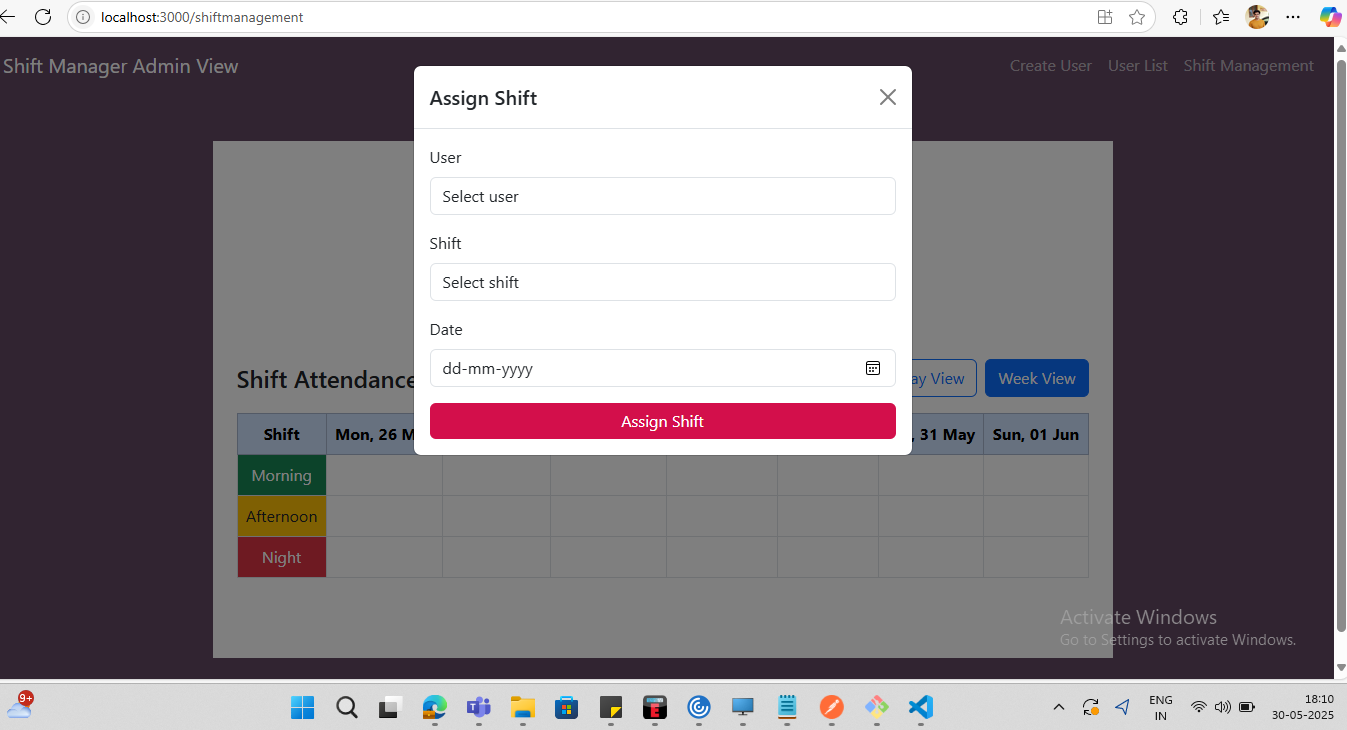 localhost:3000/shiftmanagement
Shift Manager Admin View
Create User User List Shift Management
Assign Shift
User
Select user
Shift
Select shift
Date
dd-mm-yyyy
Assign Shift
Shift Attendance
ay View Week View
Shift Mon, 26 M , 31 May Sun, 01 Jun
Morning
Afternoon
Night
Activate Windows
Go to Settings to activate Windows.
9+
ENG
IN
18:10
30-05-2025